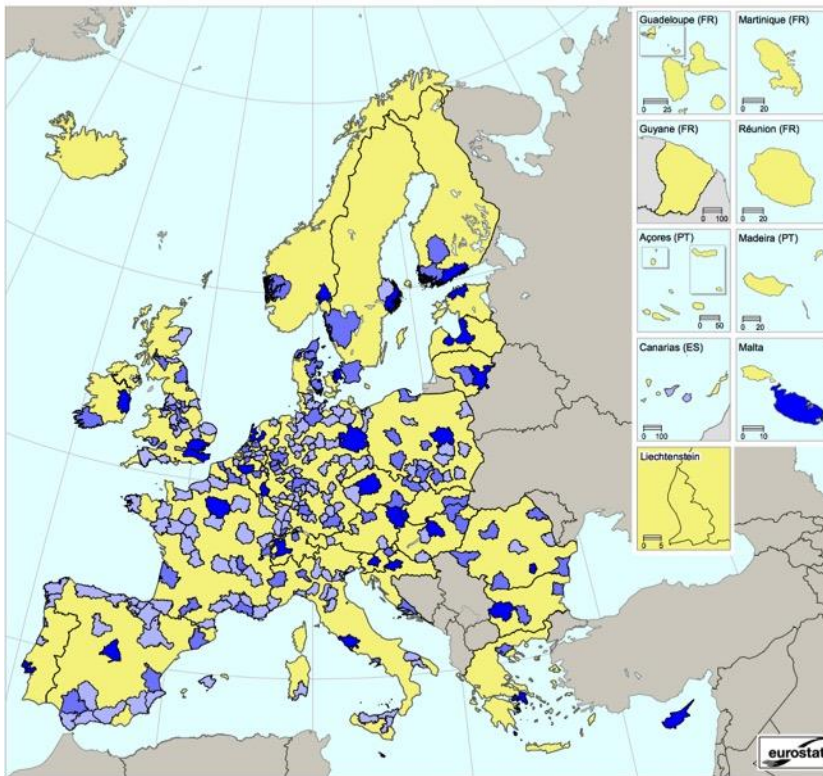 Guadeloupe (FR)
0 25
Martinique (FR)
0 20
Guyane (FR)
0 100
Réunion (FR)
0 20
Açores (PT)
0 50
Madeira (PT)
0 20
Canarias (ES)
0 100
Malta
0 10
Liechtenstein
0 5
eurostat